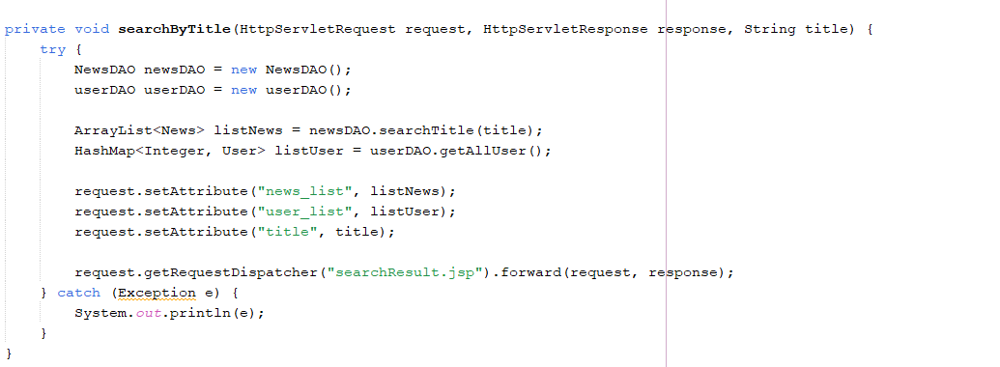 private void searchByTitle(HttpServletRequest request, HttpServletResponse response, String title) {
    try {
        NewsDAO newsDAO = new NewsDAO();
        userDAO userDAO = new userDAO();

        ArrayList<News> listNews = newsDAO.searchTitle(title);
        HashMap<Integer, User> listUser = userDAO.getAllUser();

        request.setAttribute("news_list", listNews);
        request.setAttribute("user_list", listUser);
        request.setAttribute("title", title);

        request.getRequestDispatcher("searchResult.jsp").forward(request, response);
    } catch (Exception e) {
        System.out.println(e);
    }
}